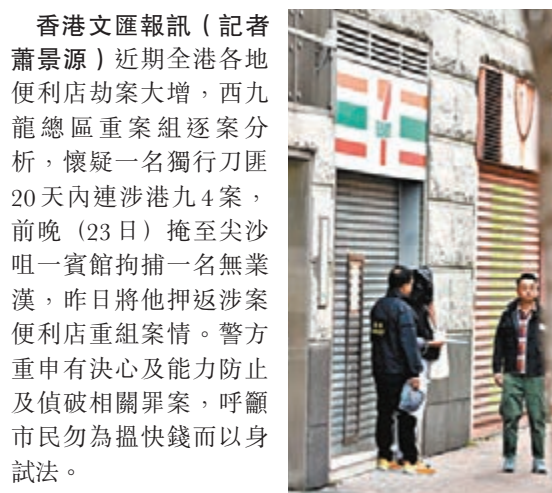 香港文匯報訊（記者
蕭景源）近期全港各地
便利店劫案大增，西九
龍總區重案組逐案分
析，懷疑一名獨行刀匪
20天內連涉港九4案，
前晚（23日）掩至尖沙
咀一賓館拘捕一名無業
漢，昨日將他押返涉案
便利店重組案情。警方
重申有決心及能力防止
及偵破相關罪案，呼籲
市民勿為搵快錢而以身
試法。
7